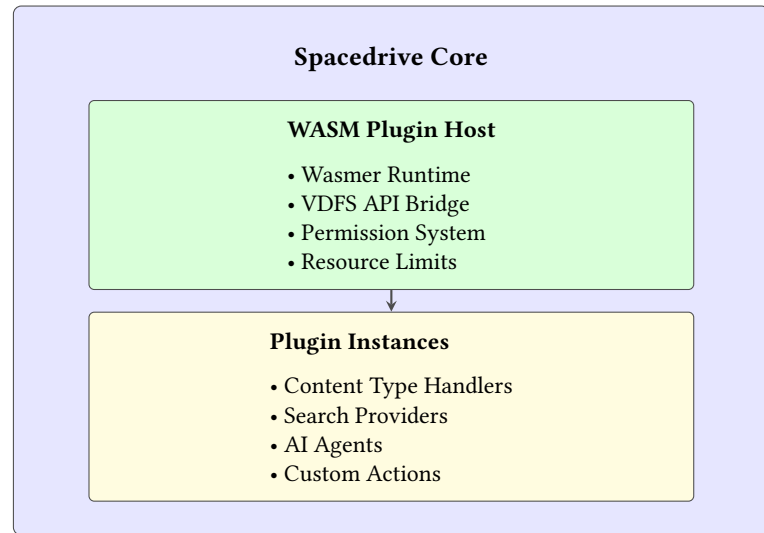 Spacedrive Core
WASM Plugin Host
• Wasmer Runtime
• VDFS API Bridge
• Permission System
• Resource Limits
Plugin Instances
• Content Type Handlers
• Search Providers
• AI Agents
• Custom Actions